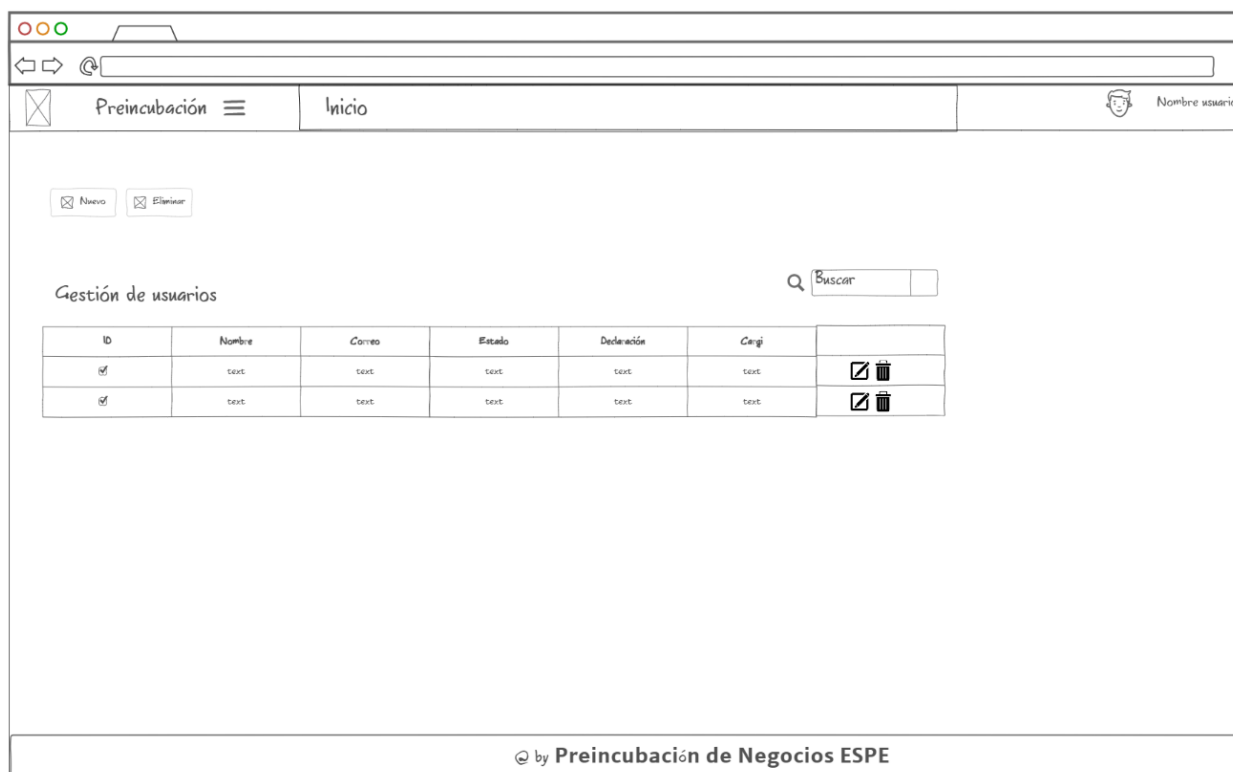 Preincubación
Inicio
Nombre usuario
Nuevo
Eliminar
Buscar
Gestión de usuarios
ID Nombre Correo Estado Declaración Cargi
text text text text text
text text text text text
@ by Preincubación de Negocios ESPE